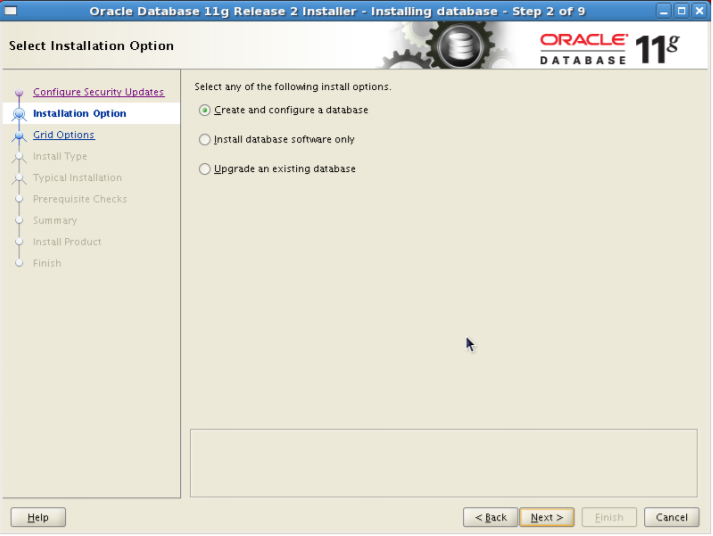 Oracle Database 11g Release 2 Installer - Installing database - Step 2 of 9
Select Installation Option
ORACLE
DATABASE
11g
Configure Security Updates
Installation Option
Grid Options
Install Type
Typical Installation
Prerequisite Checks
Summary
Install Product
Finish
Select any of the following install options.
Create and configure a database
Install database software only
Upgrade an existing database
Help
< Back
Next >
Finish
Cancel